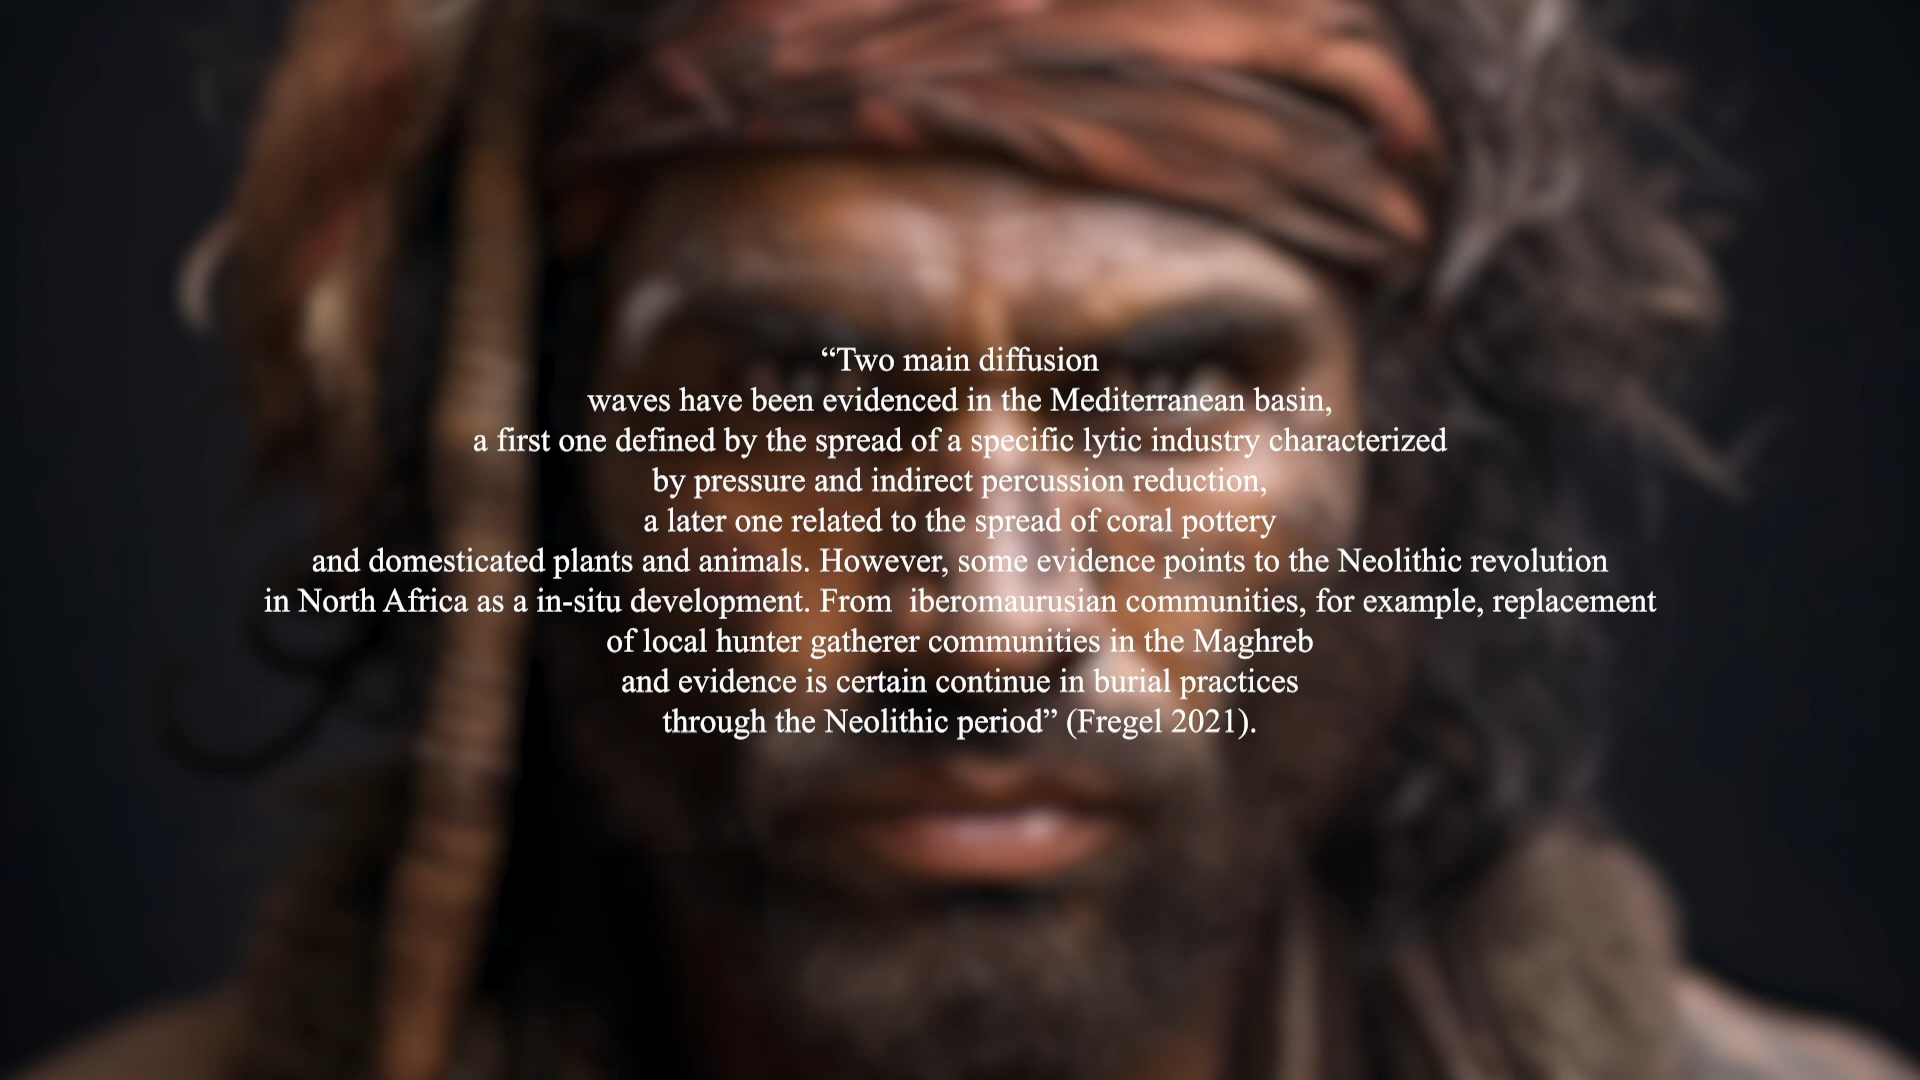 “Two main diffusion
waves have been evidenced in the Mediterranean basin,
a first one defined by the spread of a specific lytic industry characterized
by pressure and indirect percussion reduction,
a later one related to the spread of coral pottery
and domesticated plants and animals. However, some evidence points to the Neolithic revolution
in North Africa as a in-situ development. From  iberomaurusian communities, for example, replacement
of local hunter gatherer communities in the Maghreb
and evidence is certain continue in burial practices
through the Neolithic period” (Fregel 2021).